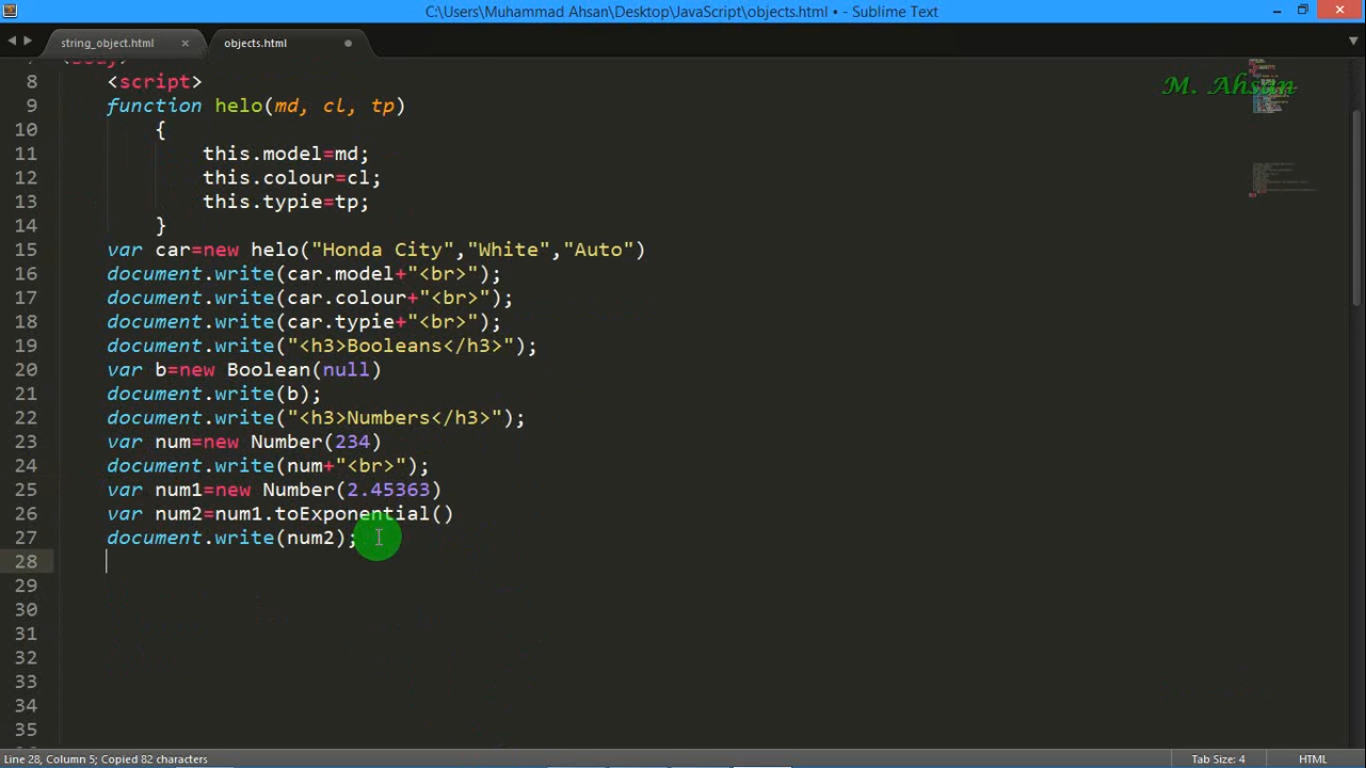 C:\Users\Muhammad Ahsan\Desktop\JavaScript\objects.html • - Sublime Text
string_object.html × objects.html
M. Ahsan
8 <script>
9 function helo(md, cl, tp)
10 {
11 this.model=md;
12 this.colour=cl;
13 this.typie=tp;
14 }
15 var car=new helo("Honda City","White","Auto")
16 document.write(car.model+"<br>");
17 document.write(car.colour+"<br>");
18 document.write(car.typie+"<br>");
19 document.write("<h3>Booleans</h3>");
20 var b=new Boolean(null)
21 document.write(b);
22 document.write("<h3>Numbers</h3>");
23 var num=new Number(234)
24 document.write(num+"<br>");
25 var num1=new Number(2.45363)
26 var num2=num1.toExponential()
27 document.write(num2);
28
29
30
31
32
33
34
35
Line 28, Column 5; Copied 82 characters Tab Size: 4 HTML